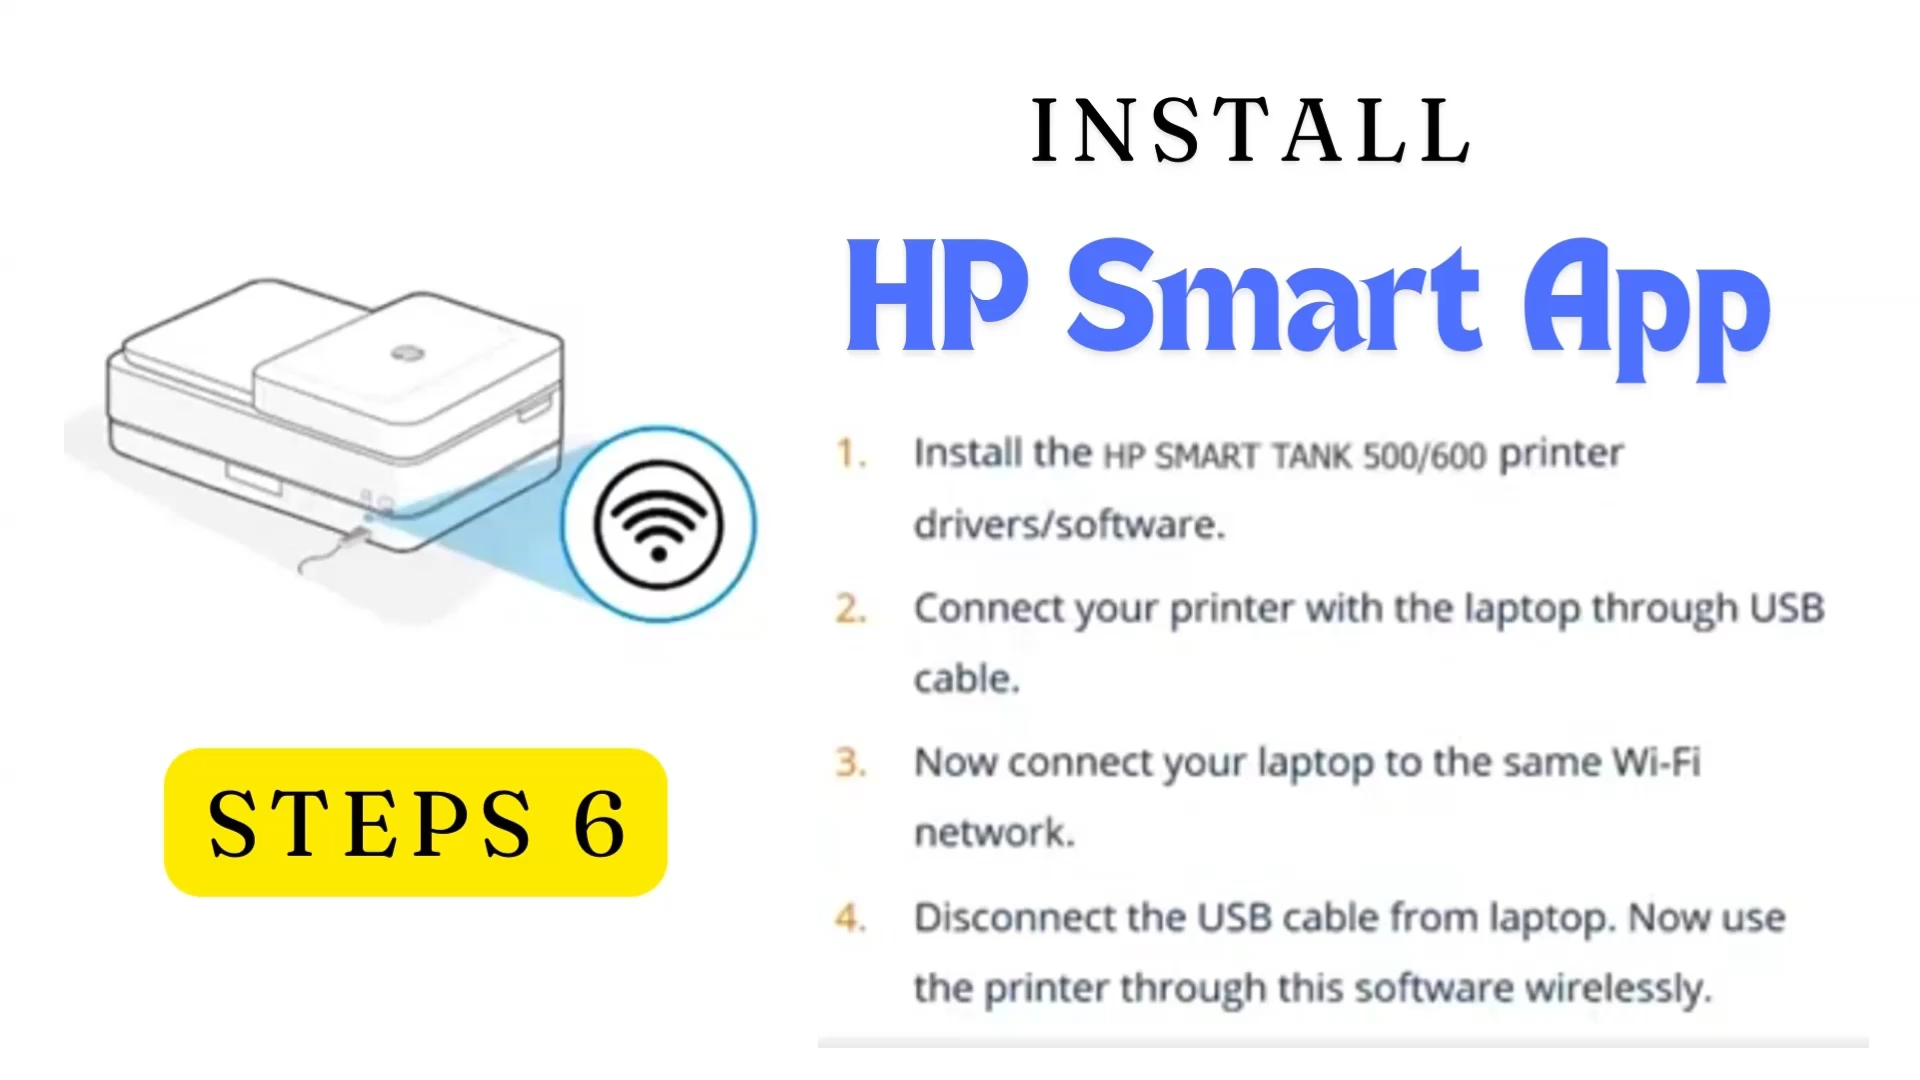 INSTALL
HP Smart App
1. Install the HP SMART TANK 500/600 printer
drivers/software.
2. Connect your printer with the laptop through USB
cable.
3. Now connect your laptop to the same Wi-Fi
network.
4. Disconnect the USB cable from laptop. Now use
the printer through this software wirelessly.
STEPS 6